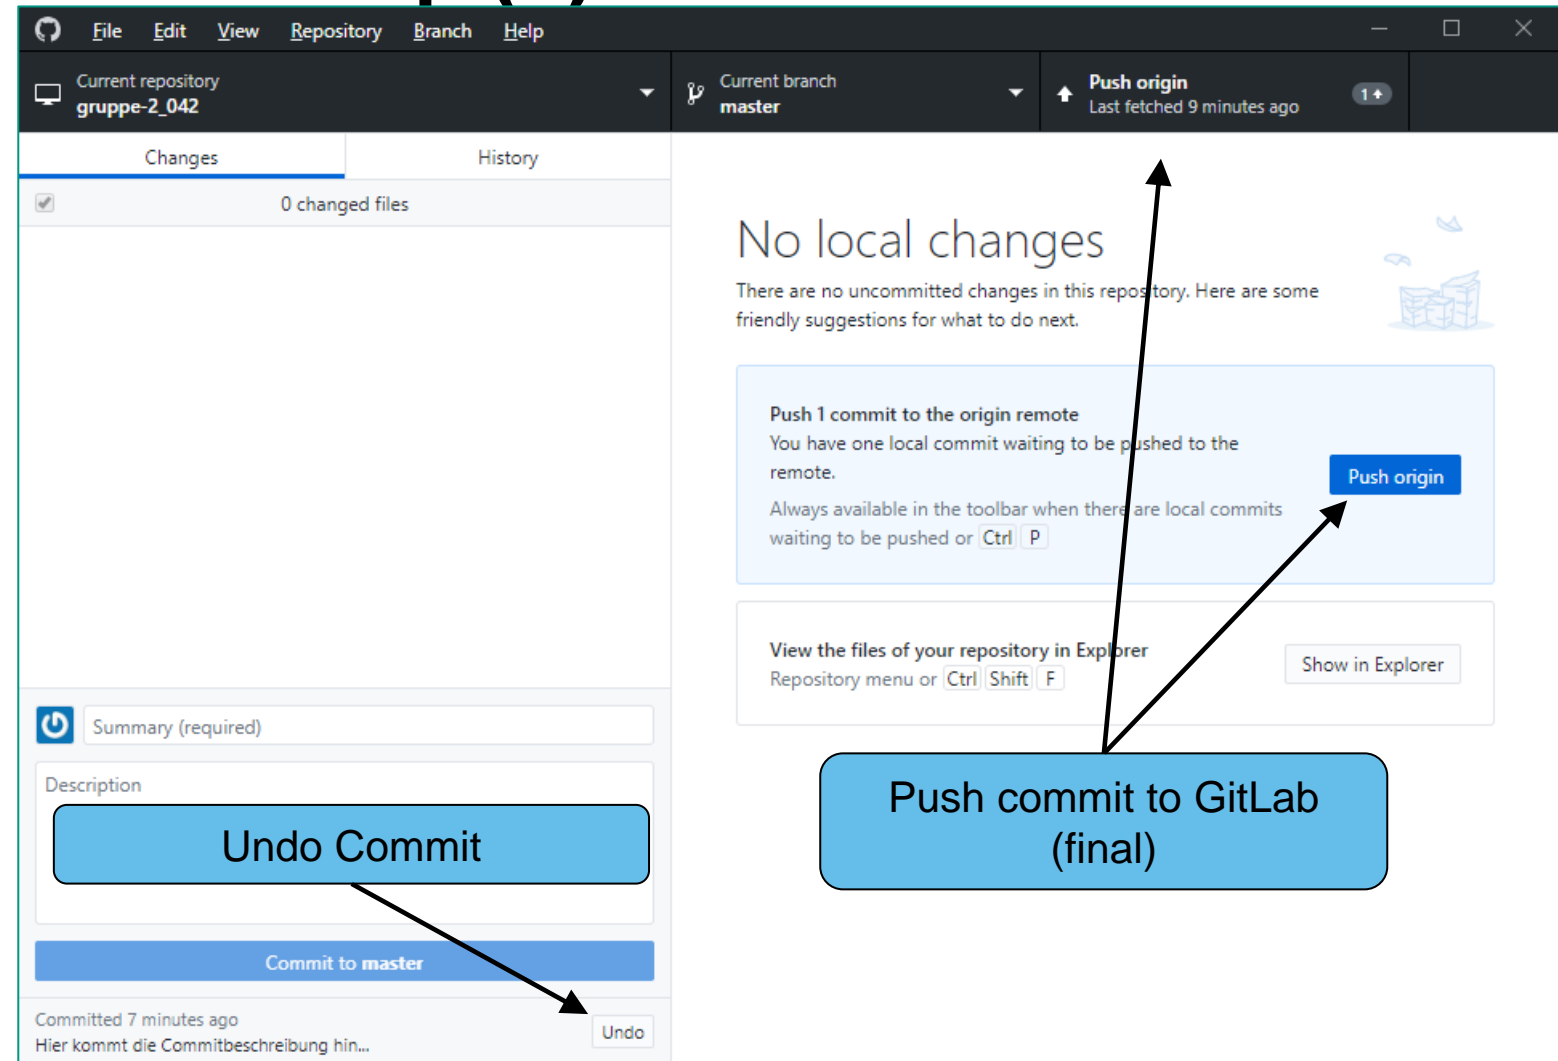 File Edit View Repository Branch Help
Current repository
gruppe-2_042
Current branch
master
Push origin
Last fetched 9 minutes ago
1
Changes
History
0 changed files
No local changes
There are no uncommitted changes in this repository. Here are some
friendly suggestions for what to do next.
Push 1 commit to the origin remote
You have one local commit waiting to be pushed to the
remote.
Always available in the toolbar when there are local commits
waiting to be pushed or Ctrl P
Push origin
View the files of your repository in Explorer
Repository menu or Ctrl Shift F
Show in Explorer
Summary (required)
Description
Undo Commit
Push commit to GitLab
(final)
Commit to master
Committed 7 minutes ago
Hier kommt die Commitbeschreibung hin...
Undo